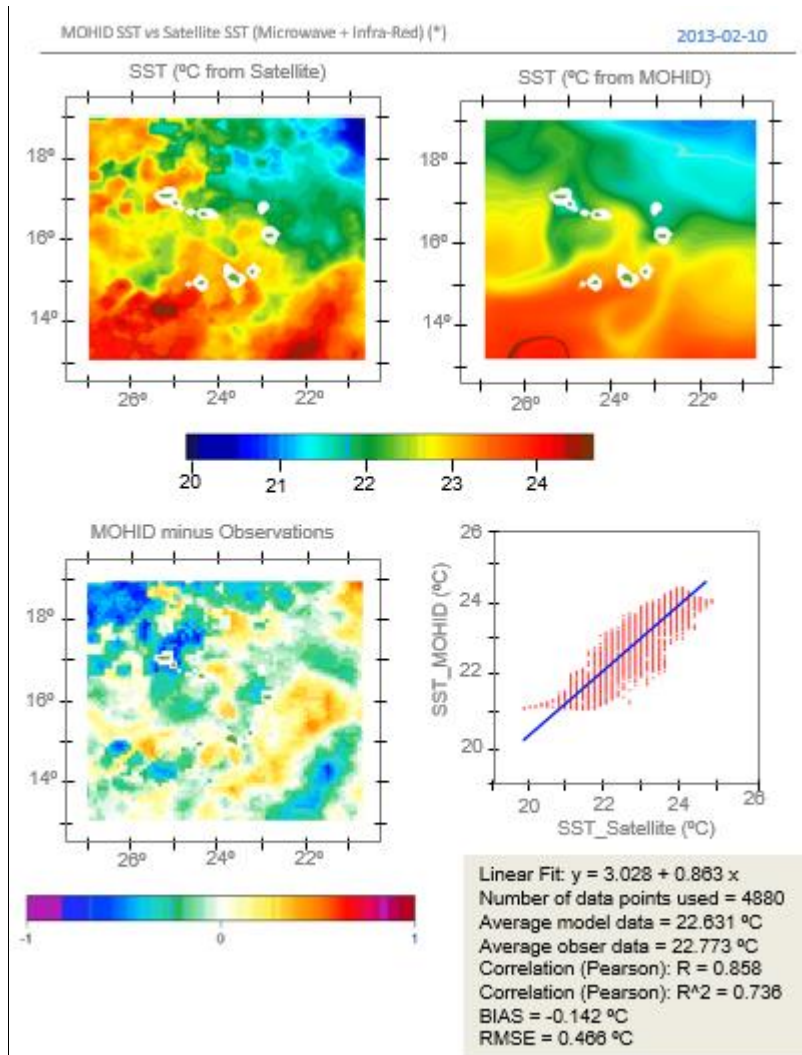 MOHID SST vs Satellite SST (Microwave + Infra-Red) (*)
2013-02-10
SST (ºC from Satellite)
SST (ºC from MOHID)
18º
16º
14º
26º
24º
22º
18º
16º
14º
26º
24º
22º
20
21
22
23
24
MOHID minus Observations
18º
16º
14º
26º
24º
22º
-1
0
1
26
24
22
20
SST_MOHID (ºC)
20
22
24
26
SST_Satellite (ºC)
Linear Fit: y = 3.028 + 0.863 x
Number of data points used = 4880
Average model data = 22.631 ºC
Average obser data = 22.773 ºC
Correlation (Pearson): R = 0.858
Correlation (Pearson): R^2 = 0.736
BIAS = -0.142 ºC
RMSE = 0.466 ºC